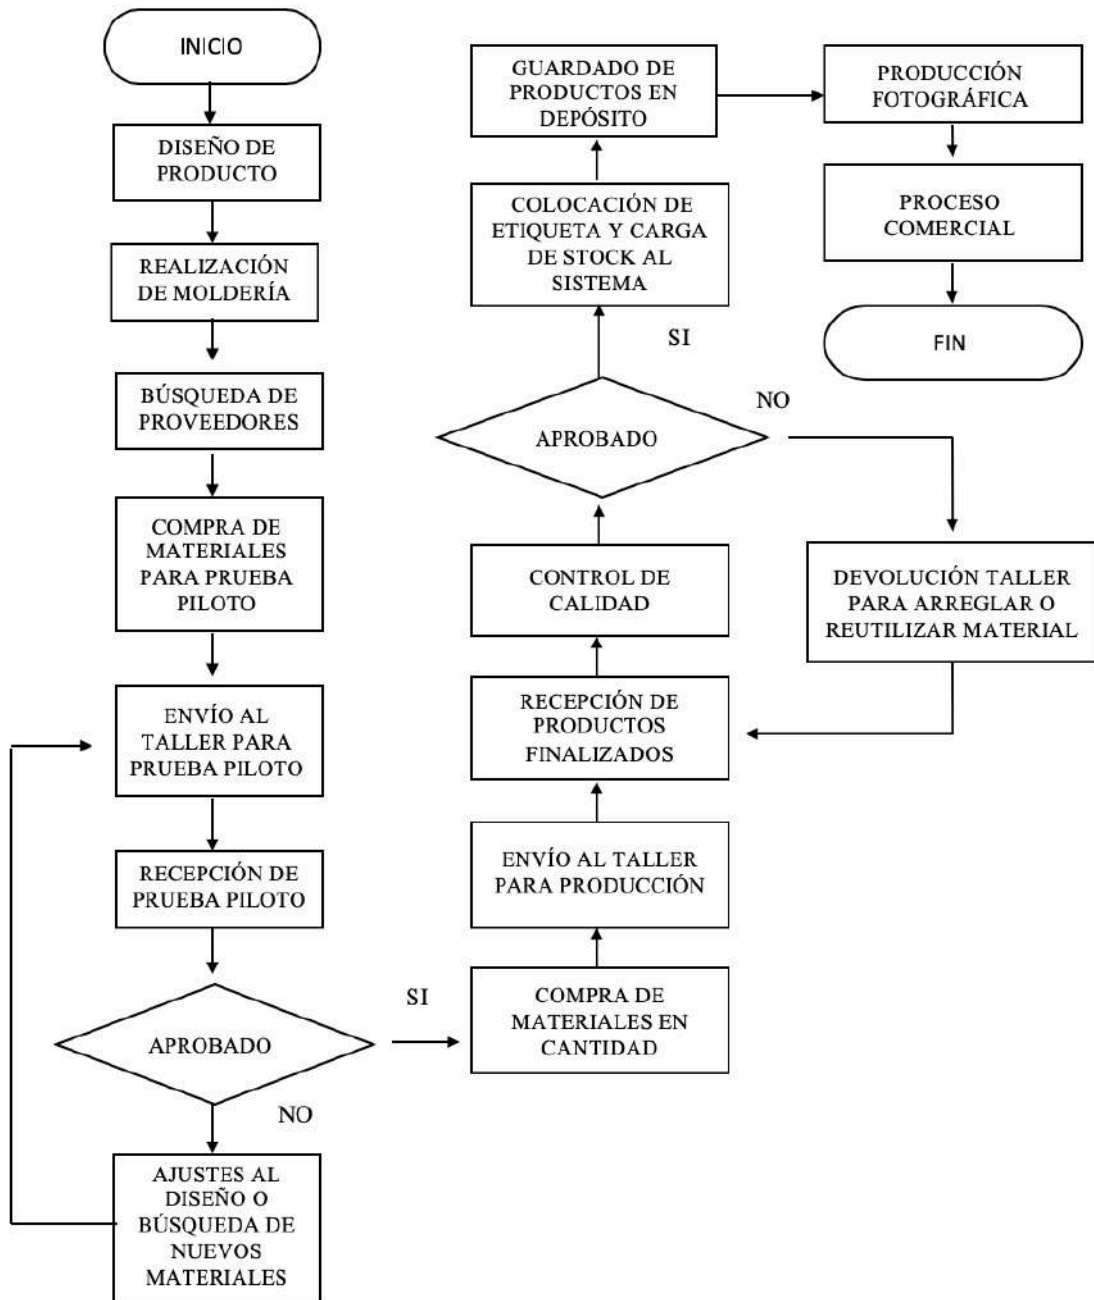 INICIO
DISEÑO DE
PRODUCTO
REALIZACIÓN
DE MOLDERÍA
BÚSQUEDA DE
PROVEEDORES
COMPRA DE
MATERIALES
PARA PRUEBA
PILOTO
ENVÍO AL
TALLER PARA
PRUEBA PILOTO
RECEPCIÓN DE
PRUEBA PILOTO
APROBADO
NO
AJUSTES AL
DISEÑO O
BÚSQUEDA DE
NUEVOS
MATERIALES
SI
COMPRA DE
MATERIALES EN
CANTIDAD
ENVÍO AL TALLER
PARA PRODUCCIÓN
RECEPCIÓN DE
PRODUCTOS
FINALIZADOS
CONTROL DE
CALIDAD
APROBADO
NO
DEVOLUCIÓN TALLER
PARA ARREGLAR O
REUTILIZAR MATERIAL
SI
COLOCACIÓN DE
ETIQUETA Y CARGA
DE STOCK AL
SISTEMA
GUARDADO DE
PRODUCTOS EN
DEPÓSITO
PRODUCCIÓN
FOTOGRÁFICA
PROCESO
COMERCIAL
FIN